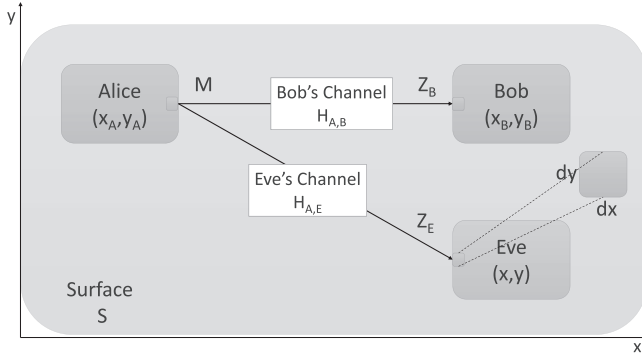 y
Alice
(xA,yA)
M
Bob's Channel
HA,B
ZB
Bob
(xB,yB)
Eve's Channel
HA,E
dy
dx
ZE
Eve
(x,y)
Surface
S
x